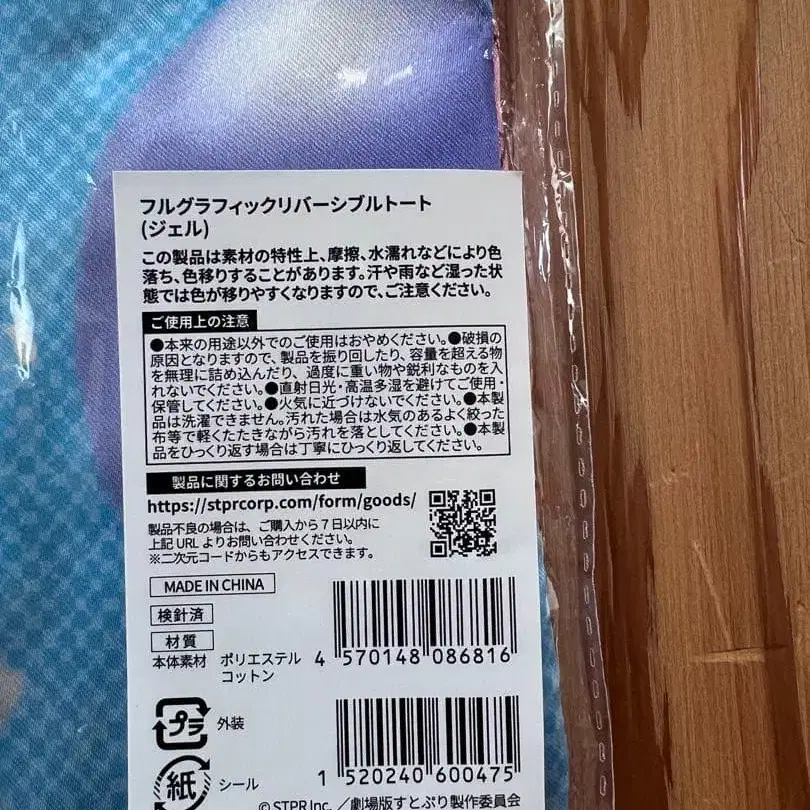 フルグラフィックリバーシブルトート
(ジェル)
この製品は素材の特性上、摩擦、水濡れなどにより色
落ち、色移りすることがあります。汗や雨など湿った状
態では色が移りやすくなりますので、ご注意ください。
ご使用上の注意
●本来の用途以外でのご使用はおやめください。●破損の
原因となりますので、製品を振り回したり、容量を超える物
を無理に詰め込んだり、過度に重い物や鋭利なものを入
れないでください。●直射日光・高温多湿を避けてご使用・
保管してください。●火気に近づけないでください。●本製
品は洗濯できません。汚れた場合は水気のあるよく絞った
布等で軽くたたきながら汚れを落としてください。●本製
品をひっくり返す場合は丁寧にひっくり返してください。
製品に関するお問い合わせ
https://stprcorp.com/form/goods/
製品不良の場合は、ご購入から7日以内に
上記URLよりお問い合わせください。
※二次元コードからもアクセスできます。
MADE IN CHINA
検針済
材質
本体素材 ポリエステル
コットン
4 570148 086816
プラ 外装
1 520240 600475
紙 シール
© STPR Inc. ／劇場版すとぷり製作委員会